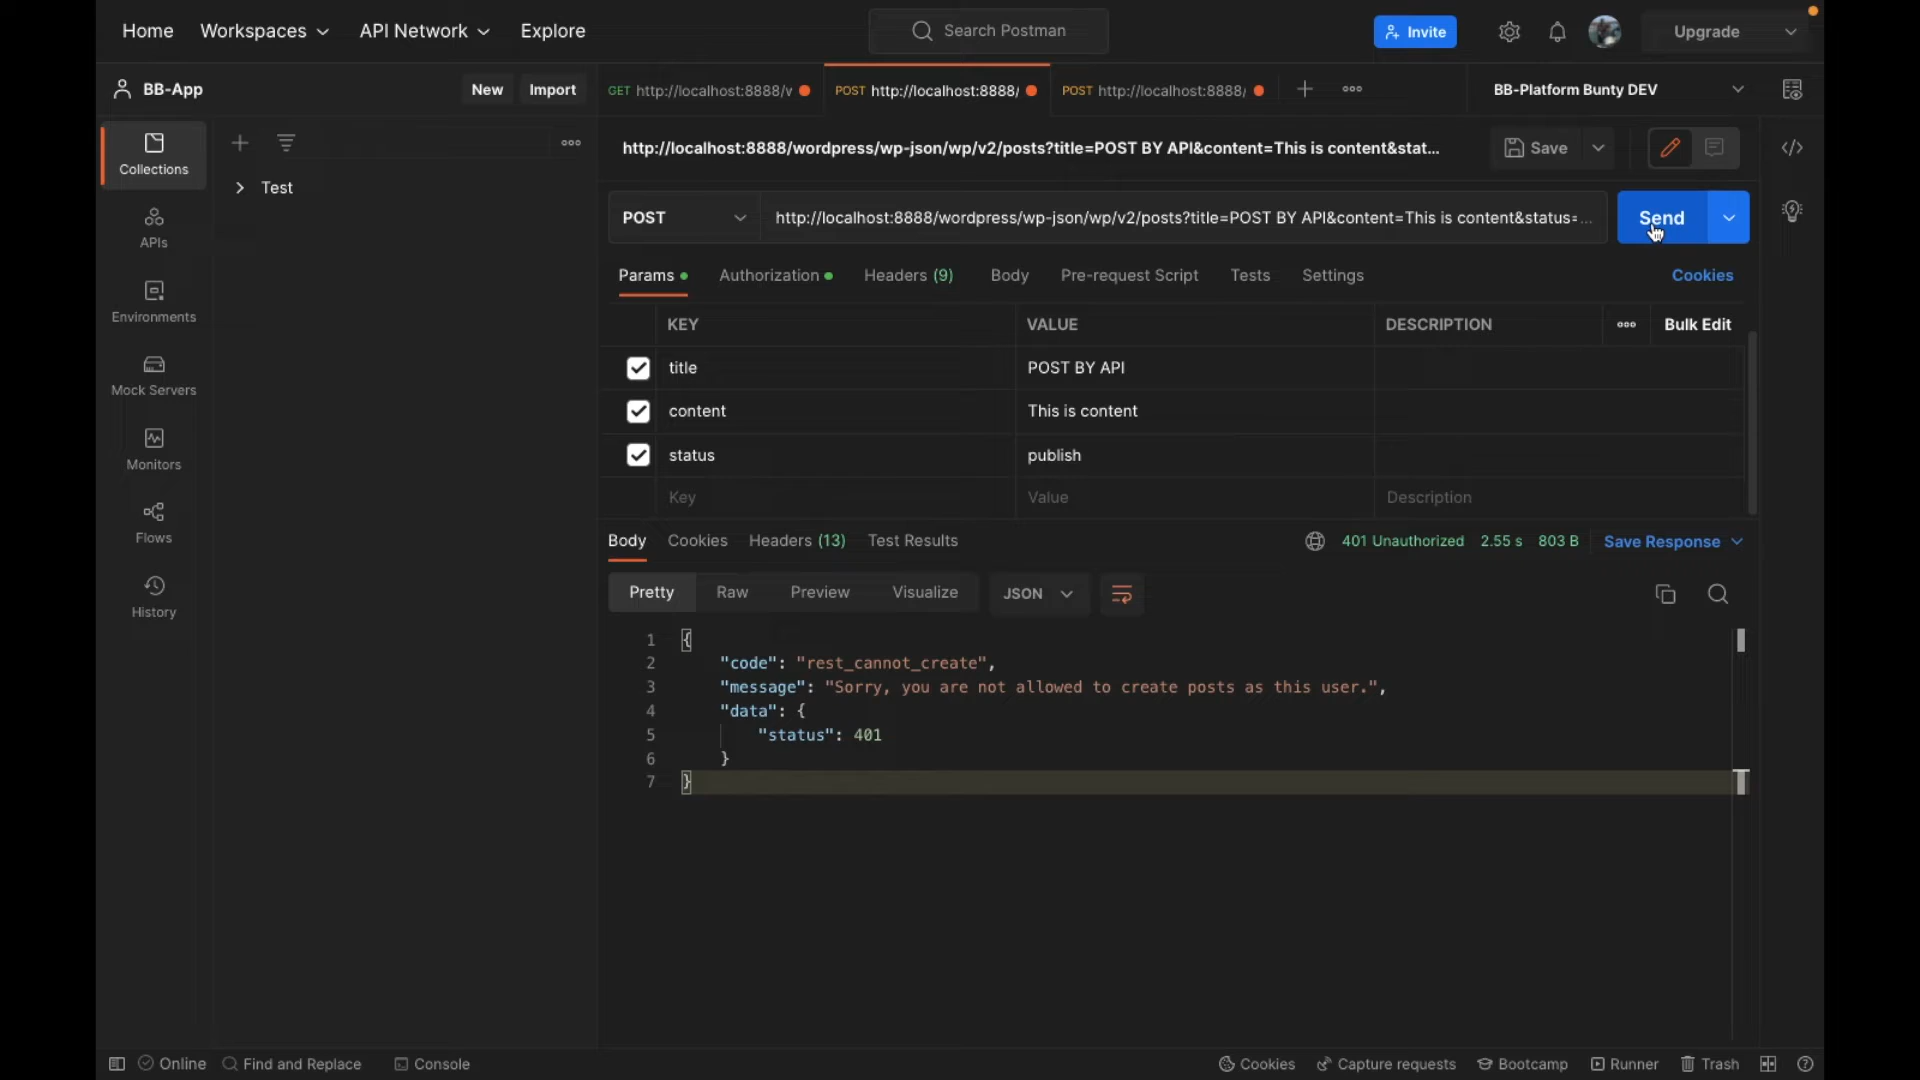 Home Workspaces API Network Explore Search Postman Invite Upgrade
BB-App New Import GET http://localhost:8888/ POST http://localhost:8888/ POST http://localhost:8888/ BB-Platform Bunty DEV
Collections
Test
APIs
Environments
Mock Servers
Monitors
Flows
History
http://localhost:8888/wordpress/wp-json/wp/v2/posts?title=POST BY API&content=This is content&stat... Save
POST http://localhost:8888/wordpress/wp-json/wp/v2/posts?title=POST BY API&content=This is content&status=... Send
Params Authorization Headers (9) Body Pre-request Script Tests Settings Cookies
KEY VALUE DESCRIPTION Bulk Edit
title POST BY API
content This is content
status publish
Key Value Description
Body Cookies Headers (13) Test Results 401 Unauthorized 2.55 s 803 B Save Response
Pretty Raw Preview Visualize JSON
1 {
2 "code": "rest_cannot_create",
3 "message": "Sorry, you are not allowed to create posts as this user.",
4 "data": {
5 "status": 401
6 }
7 }
Online Find and Replace Console Cookies Capture requests Bootcamp Runner Trash